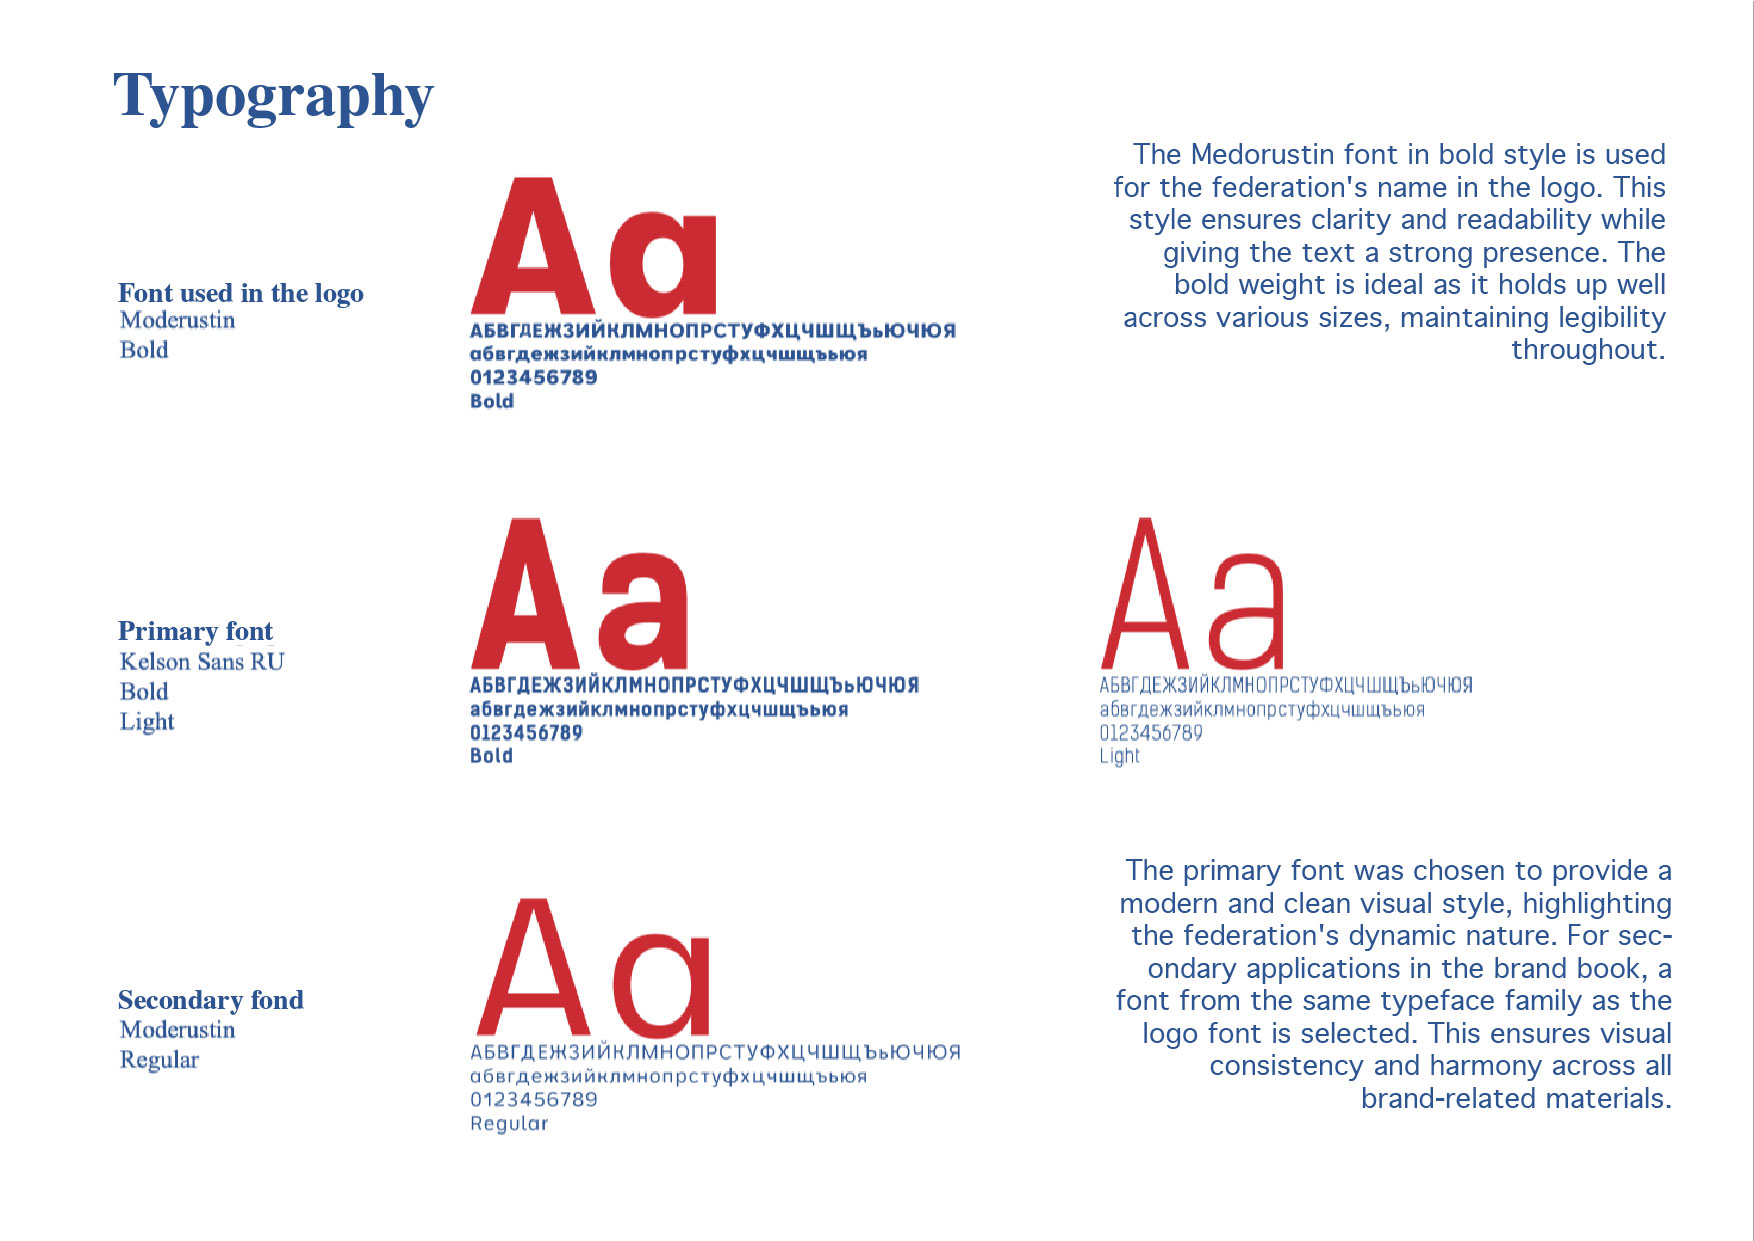 Typography
The Medorustin font in bold style is used
for the federation's name in the logo. This
style ensures clarity and readability while
giving the text a strong presence. The
bold weight is ideal as it holds up well
across various sizes, maintaining legibility
throughout.
Font used in the logo
Moderustin
Bold
Aa
АБВГДЕЖЗИЙКЛМНОПРСТУФХЦЧШЩЪьЮЧЮЯ
абвгдежзийклмнопрстуфхцчшщъьюя
0123456789
Bold
Primary font
Kelson Sans RU
Bold
Light
Aa
АБВГДЕЖЗИЙКЛМНОПРСТУФХЦЧШЩЪьЮЧЮЯ
абвгдежзийклмнопрстуфхцчшщъьюя
0123456789
Bold
Aa
АБВГДЕЖЗИЙКЛМНОПРСТУФХЦЧШЩЪьЮЧЮЯ
абвгдежзийклмнопрстуфхцчшщъьюя
0123456789
Light
Secondary fond
Moderustin
Regular
Aa
АБВГДЕЖЗИЙКЛМНОПРСТУФХЦЧШЩЪьЮЧЮЯ
абвгдежзийклмнопрстуфхцчшщъьюя
0123456789
Regular
The primary font was chosen to provide a
modern and clean visual style, highlighting
the federation's dynamic nature. For sec-
ondary applications in the brand book, a
font from the same typeface family as the
logo font is selected. This ensures visual
consistency and harmony across all
brand-related materials.